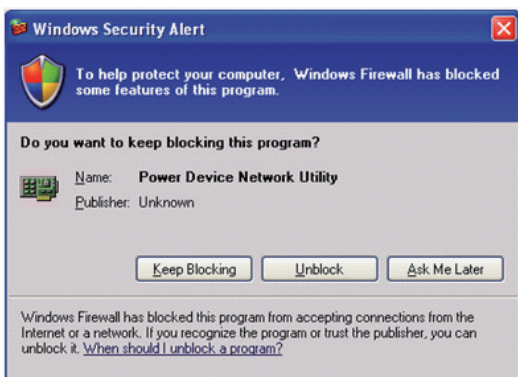 Windows Security Alert
To help protect your computer, Windows Firewall has blocked
some features of this program.
Do you want to keep blocking this program?
Name: Power Device Network Utility
Publisher: Unknown
Keep Blocking Unblock Ask Me Later
Windows Firewall has blocked this program from accepting connections from the
Internet or a network. If you recognize the program or trust the publisher, you can
unblock it. When should I unblock a program?